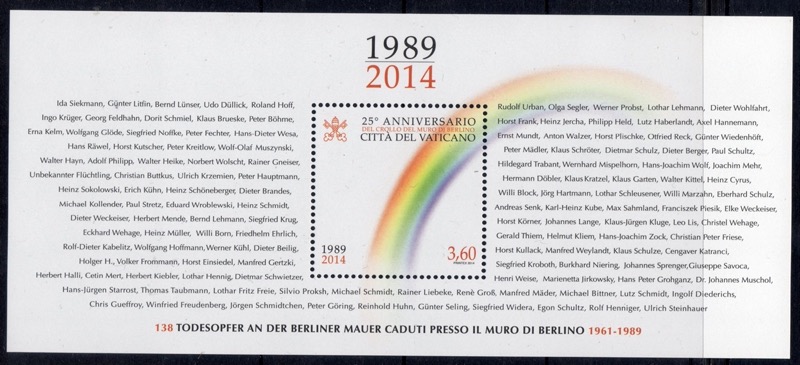 1989
2014
Ida Siekmann, Günter Litfin, Bernd Lünser, Udo Düllick, Roland Hoff,
Ingo Krüger, Georg Feldhahn, Dorit Schmiel, Klaus Brueske, Peter Böhme,
Erna Kelm, Wolfgang Glöde, Siegfried Noffke, Peter Fechter, Hans-Dieter Wesa,
Hans Räwel, Horst Kutscher, Peter Kreitlow, Wolf-Olaf Muszynski,
Walter Hayn, Adolf Philipp, Walter Heike, Norbert Wolscht, Rainer Gneiser,
Unbekannter Flüchtling, Christian Buttkus, Ulrich Krzemien, Peter Hauptmann,
Heinz Sokolowski, Erich Kühn, Heinz Schöneberger, Dieter Brandes,
Michael Kollender, Paul Stretz, Eduard Wroblewski, Heinz Schmidt,
Dieter Weckeiser, Herbert Mende, Bernd Lehmann, Siegfried Krug,
Eckhard Wehage, Heinz Müller, Willi Born, Friedhelm Ehrlich,
Rolf-Dieter Kabelitz, Wolfgang Hoffmann, Werner Kühl, Dieter Beilig,
Holger H., Volker Frommann, Horst Einsiedel, Manfred Gertzki,
Herbert Halli, Cetin Mert, Herbert Kiebler, Lothar Hennig, Dietmar Schwietzer,
25° ANNIVERSARIO
DEL CROLLO DEL MURO DI BERLINO
CITTÀ DEL VATICANO
1989
2014
3,60
Rudolf Urban, Olga Segler, Werner Probst, Lothar Lehmann, Dieter Wohlfahrt,
Horst Frank, Heinz Jercha, Philipp Held, Lutz Haberlandt, Axel Hannemann,
Ernst Mundt, Anton Walzer, Horst Plischke, Otfried Reck, Günter Wiedenhöft,
Peter Mädler, Klaus Schröter, Dietmar Schulz, Dieter Berger, Paul Schultz,
Hildegard Trabant, Wernhard Mispelhorn, Hans-Joachim Wolf, Joachim Mehr,
Hermann Döbler, Klaus Kratzel, Klaus Garten, Walter Kittel, Heinz Cyrus,
Willi Block, Jörg Hartmann, Lothar Schleusener, Willi Marzahn, Eberhard Schulz,
Andreas Senk, Karl-Heinz Kube, Max Sahmland, Franciszek Piesik, Elke Weckeiser,
Horst Körner, Johannes Lange, Klaus-Jürgen Kluge, Leo Lis, Christel Wehage,
Gerald Thiem, Helmut Kliem, Hans-Joachim Zock, Christian Peter Friese,
Horst Kullack, Manfred Weylandt, Klaus Schulze, Cengaver Katranci,
Siegfried Kroboth, Burkhard Niering, Johannes Sprenger, Giuseppe Savoca,
Henri Weise, Marienetta Jirkowsky, Hans Peter Grohganz, Dr. Johannes Muschol,
Hans-Jürgen Starrost, Thomas Taubmann, Lothar Fritz Freie, Silvio Proksh, Michael Schmidt, Rainer Liebeke, Renè Groß, Manfred Mäder, Michael Bittner, Lutz Schmidt, Ingolf Diederichs,
Chris Gueffroy, Winfried Freudenberg, Jürgen Schmidtchen, Peter Göring, Reinhold Huhn, Günter Seling, Siegfried Widera, Egon Schultz, Rolf Henniger, Ulrich Steinhauer
138 TODESOPFER AN DER BERLINER MAUER CADUTI PRESSO IL MURO DI BERLINO 1961-1989